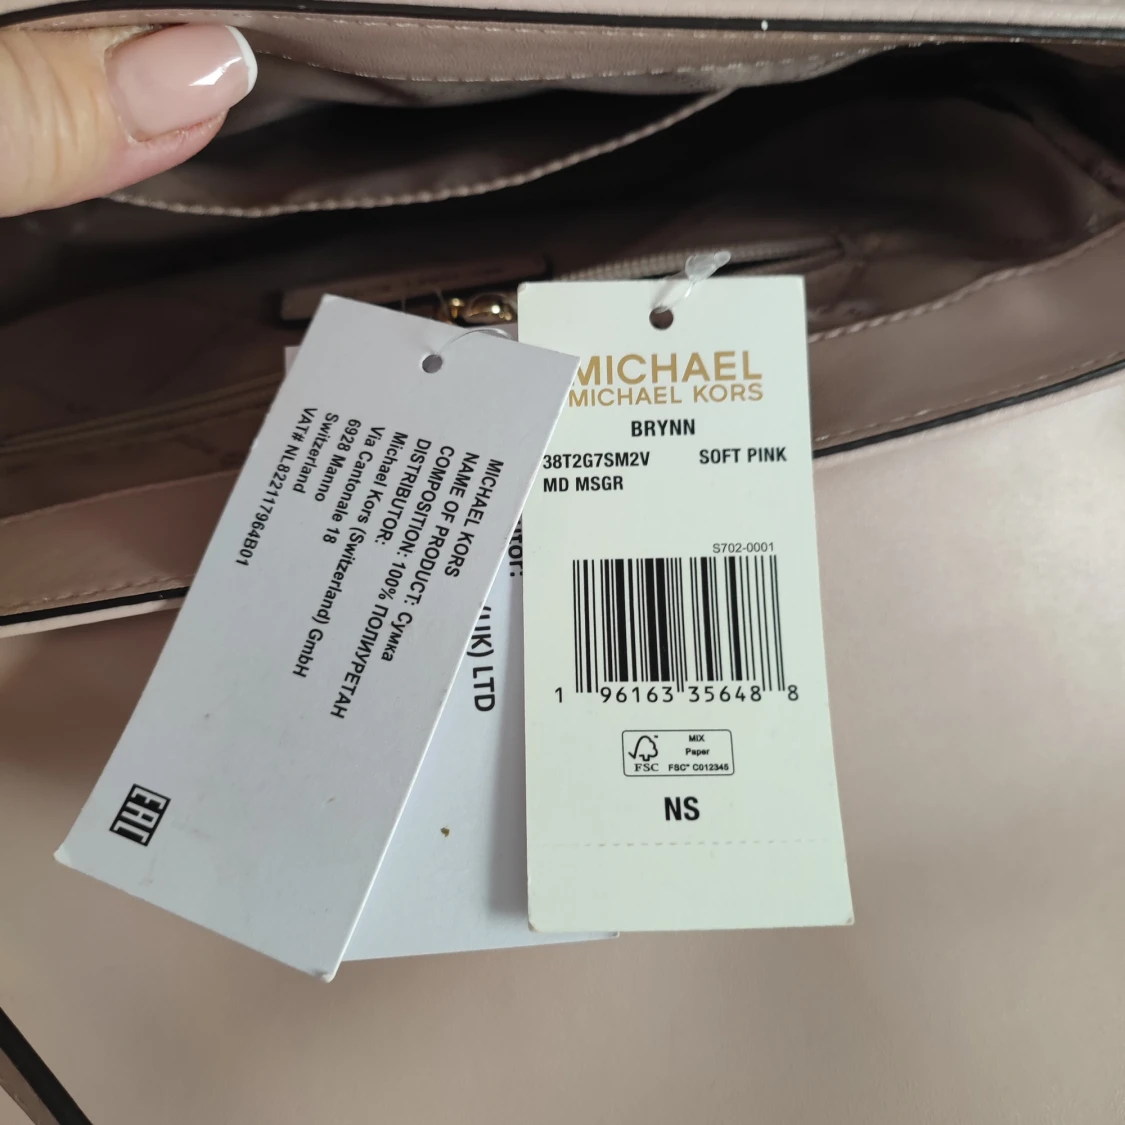 MICHAEL KORS
NAME OF PRODUCT: Сумка
COMPOSITION: 100% ПОЛИУРЕТАН
DISTRIBUTOR:
Michael Kors (Switzerland) GmbH
Via Cantonale 18
6928 Manno
Switzerland
VAT# NL822117964B01
EAC
(UK) LTD
MICHAEL
MICHAEL KORS
BRYNN
38T2G7SM2V SOFT PINK
MD MSGR
S702-0001
1 96163 35648 8
FSC
MIX
Paper
FSC® C012345
NS